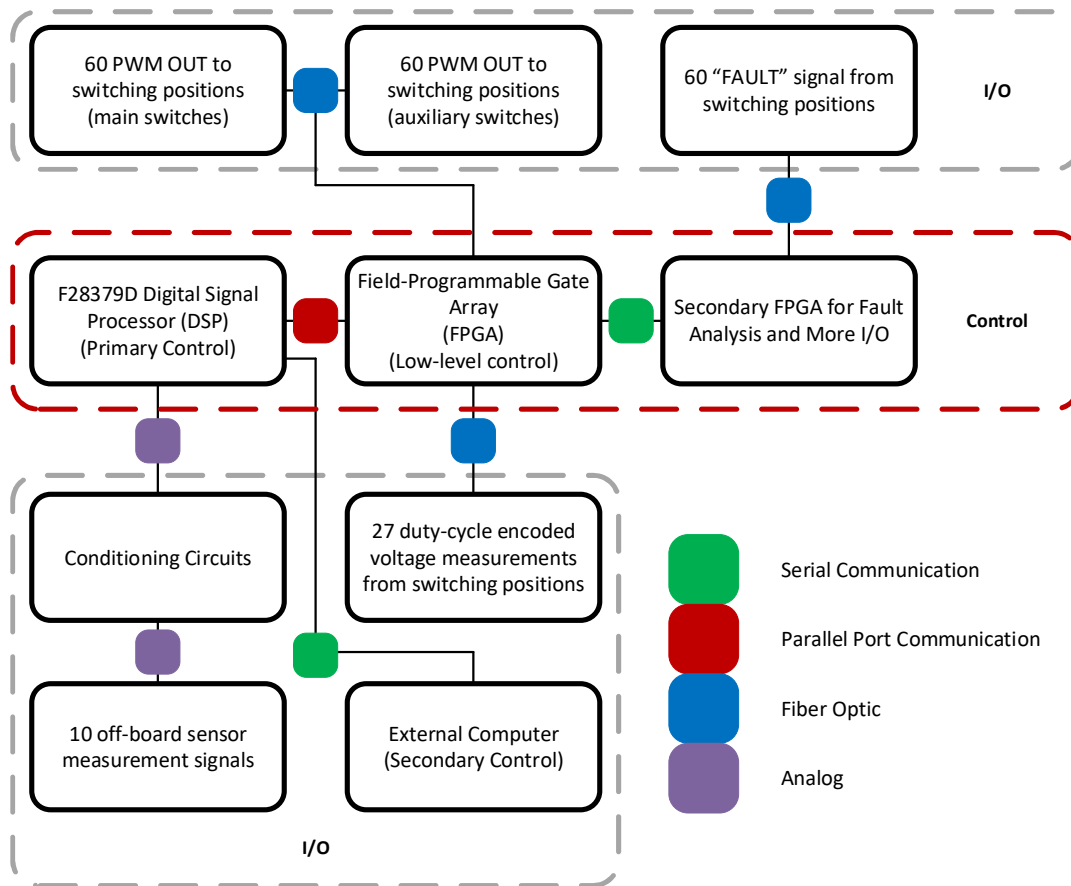 60 PWM OUT to
switching positions
(main switches)
60 PWM OUT to
switching positions
(auxiliary switches)
60 “FAULT” signal from
switching positions
I/O
F28379D Digital Signal
Processor (DSP)
(Primary Control)
Field-Programmable Gate
Array
(FPGA)
(Low-level control)
Secondary FPGA for Fault
Analysis and More I/O
Control
Conditioning Circuits
27 duty-cycle encoded
voltage measurements
from switching positions
10 off-board sensor
measurement signals
External Computer
(Secondary Control)
I/O
Serial Communication
Parallel Port Communication
Fiber Optic
Analog